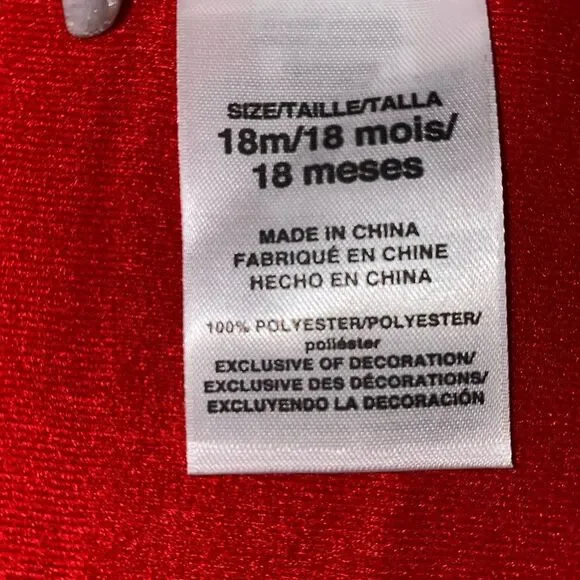 SIZE/TAILLE/TALLA
18m/18 mois/
18 meses
MADE IN CHINA
FABRIQUÉ EN CHINE
HECHO EN CHINA
100% POLYESTER/POLYESTER/
poliéster
EXCLUSIVE OF DECORATION/
EXCLUSIVE DES DÉCORATIONS/
EXCLUYENDO LA DECORACIÓN